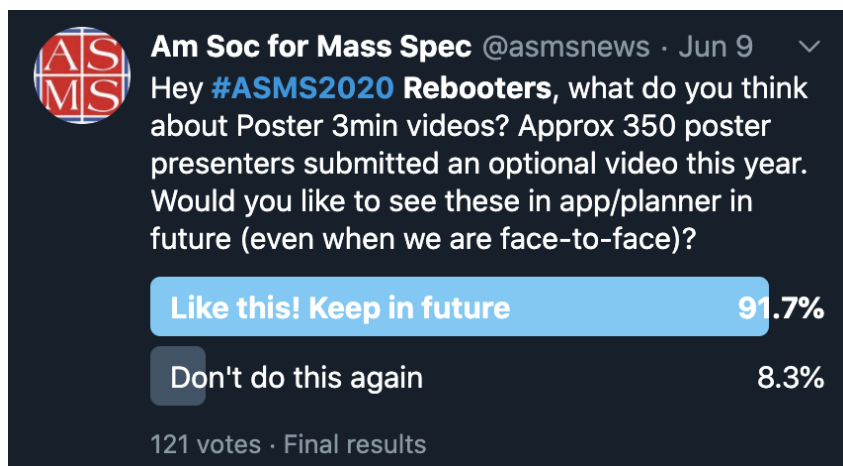 AS
MS
Am Soc for Mass Spec @asmsnews · Jun 9
Hey #ASMS2020 Rebooters, what do you think
about Poster 3min videos? Approx 350 poster
presenters submitted an optional video this year.
Would you like to see these in app/planner in
future (even when we are face-to-face)?
Like this! Keep in future 91.7%
Don't do this again 8.3%
121 votes · Final results